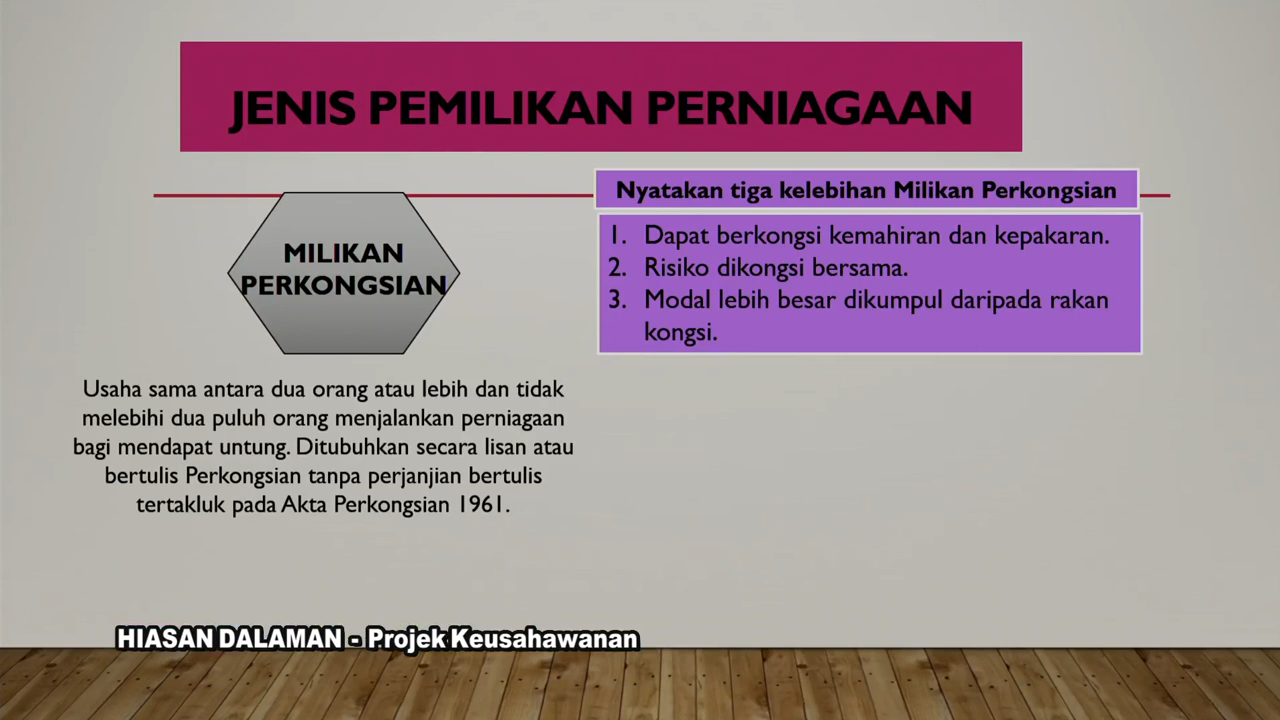 JENIS PEMILIKAN PERNIAGAAN
MILIKAN
PERKONGSIAN
Usaha sama antara dua orang atau lebih dan tidak
melebihi dua puluh orang menjalankan perniagaan
bagi mendapat untung. Ditubuhkan secara lisan atau
bertulis Perkongsian tanpa perjanjian bertulis
tertakluk pada Akta Perkongsian 1961.
Nyatakan tiga kelebihan Milikan Perkongsian
1. Dapat berkongsi kemahiran dan kepakaran.
2. Risiko dikongsi bersama.
3. Modal lebih besar dikumpul daripada rakan
kongsi.
HIASAN DALAMAN - Projek Keusahawanan